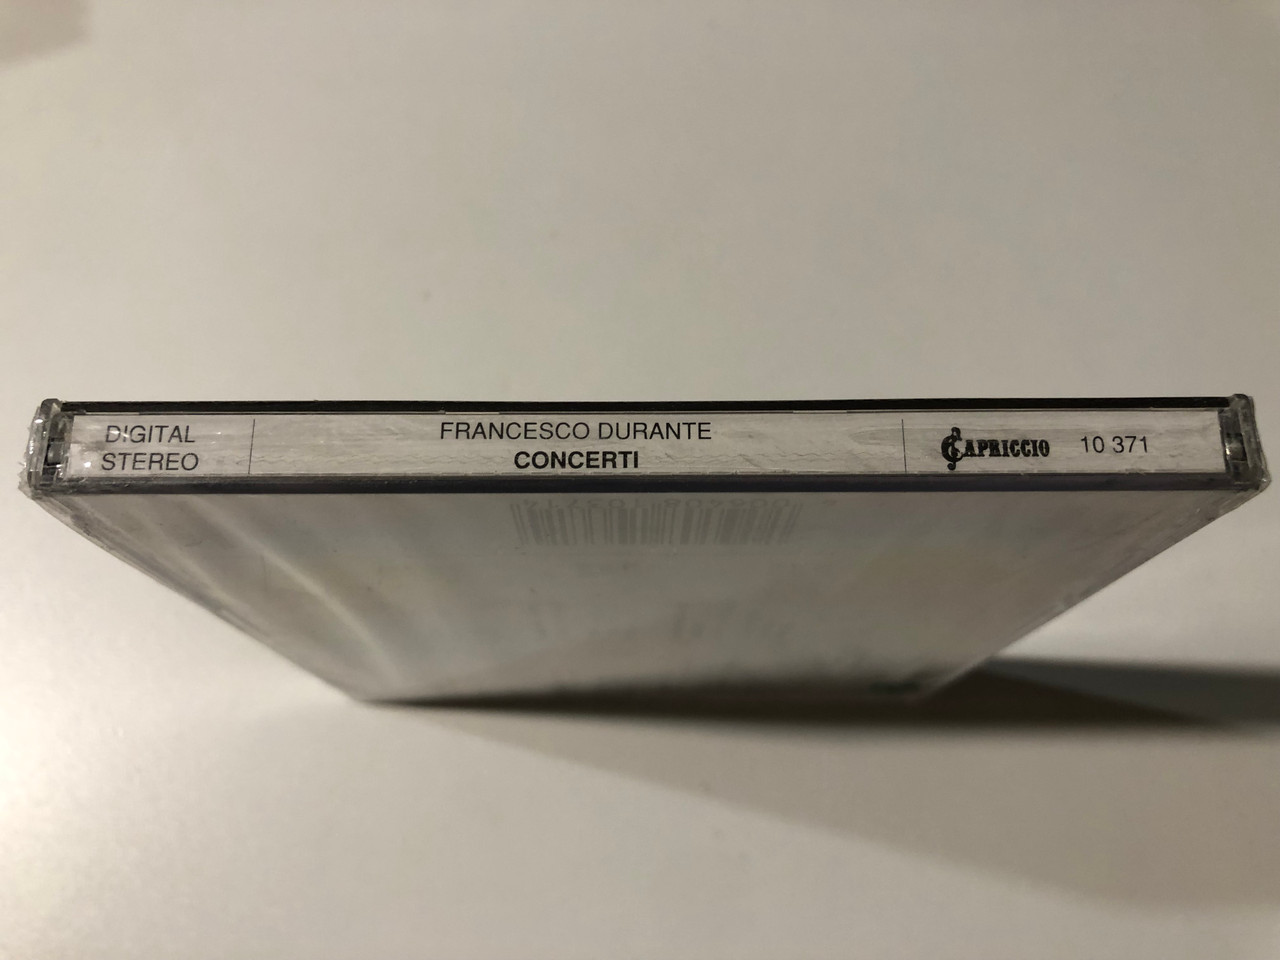 DIGITAL
STEREO
FRANCESCO DURANTE
CONCERTI
CAPRICCIO
10 371